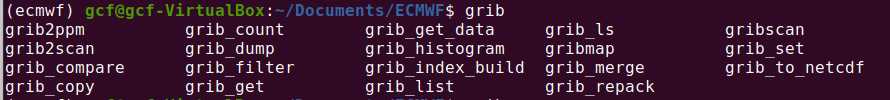 (ecmwf) gcf@gcf-VirtualBox:~/Documents/ECMWF$ grib
grib2ppm grib_count grib_get_data grib_ls gribscan
grib2scan grib_dump grib_histogram gribmap grib_set
grib_compare grib_filter grib_index_build grib_merge grib_to_netcdf
grib_copy grib_get grib_list grib_repack